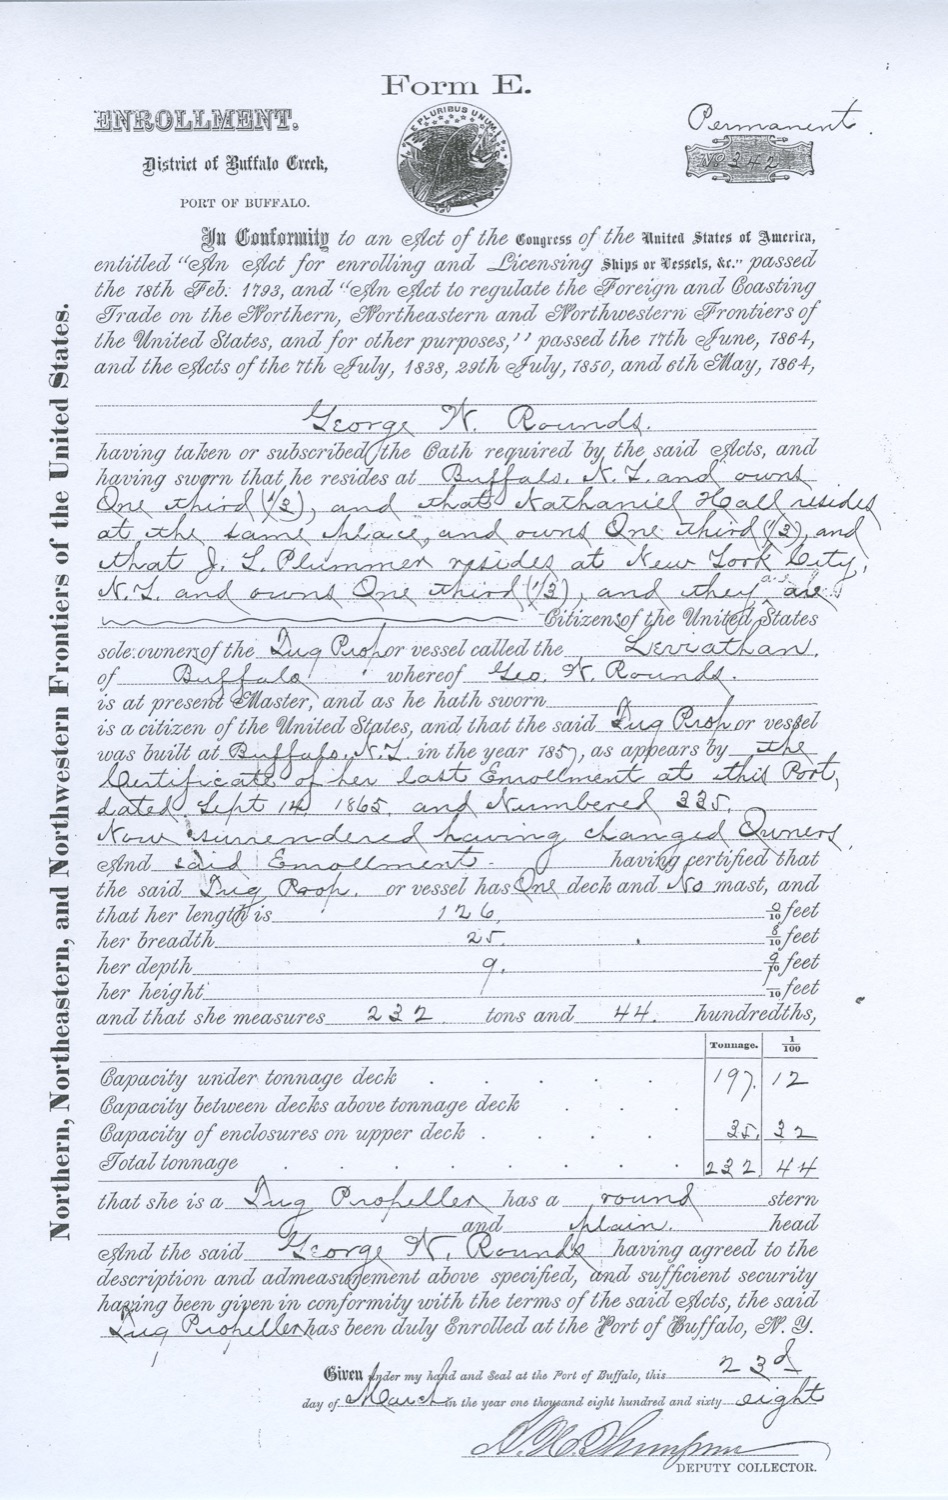 Form E.
ENROLLMENT.
District of Buffalo Creek,
PORT OF BUFFALO.
E PLURIBUS UNUM
Permanent.
No 342
In Conformity to an Act of the Congress of the United States of America,
entitled "An Act for enrolling and Licensing Ships or Vessels, &c." passed
the 18th Feb: 1793, and "An Act to regulate the Foreign and Coasting
Trade on the Northern, Northeastern and Northwestern Frontiers of
the United States, and for other purposes," passed the 17th June, 1864,
and the Acts of the 7th July, 1838, 29th July, 1850, and 6th May, 1864,
George W. Rounds.
having taken or subscribed the Oath required by the said Acts, and
having sworn that he resides at Buffalo, N. Y. and owns
One third (1/3), and that Nathaniel Hall resides
at the same place, and owns One third (1/3), and
that J. L. Plummer resides at New York City,
N. Y. and owns One third (1/3), and they are
Citizens of the United States
sole owners of the Tug Prop or vessel called the Leviathan.
of Buffalo whereof Geo. W. Rounds.
is at present Master, and as he hath sworn
is a citizen of the United States, and that the said Tug Prop or vessel
was built at Buffalo, N. Y. in the year 1857, as appears by the
Certificate of her last Enrollment at this Port,
dated Sept 14 1865 and Numbered 335.
Now surrendered having changed Owners
And said Enrollment - having certified that
the said Tug Prop. or vessel has One deck and No mast, and
that her length is 126. 0/10 feet
her breadth 25. 8/10 feet
her depth 9. 9/10 feet
her height /10 feet
and that she measures 232 tons and 44. hundredths,
Tonnage. 1/100
Capacity under tonnage deck 197. 12
Capacity between decks above tonnage deck
Capacity of enclosures on upper deck 35. 32
Total tonnage 232 44
that she is a Tug Propeller has a round stern
and plain. head
And the said George W. Rounds having agreed to the
description and admeasurement above specified, and sufficient security
having been given in conformity with the terms of the said Acts, the said
Tug Propeller has been duly Enrolled at the Port of Buffalo, N. Y.
Given under my hand and Seal at the Port of Buffalo, this 23d
day of March in the year one thousand eight hundred and sixty eight
DEPUTY COLLECTOR.
Northern, Northeastern, and Northwestern Frontiers of the United States.